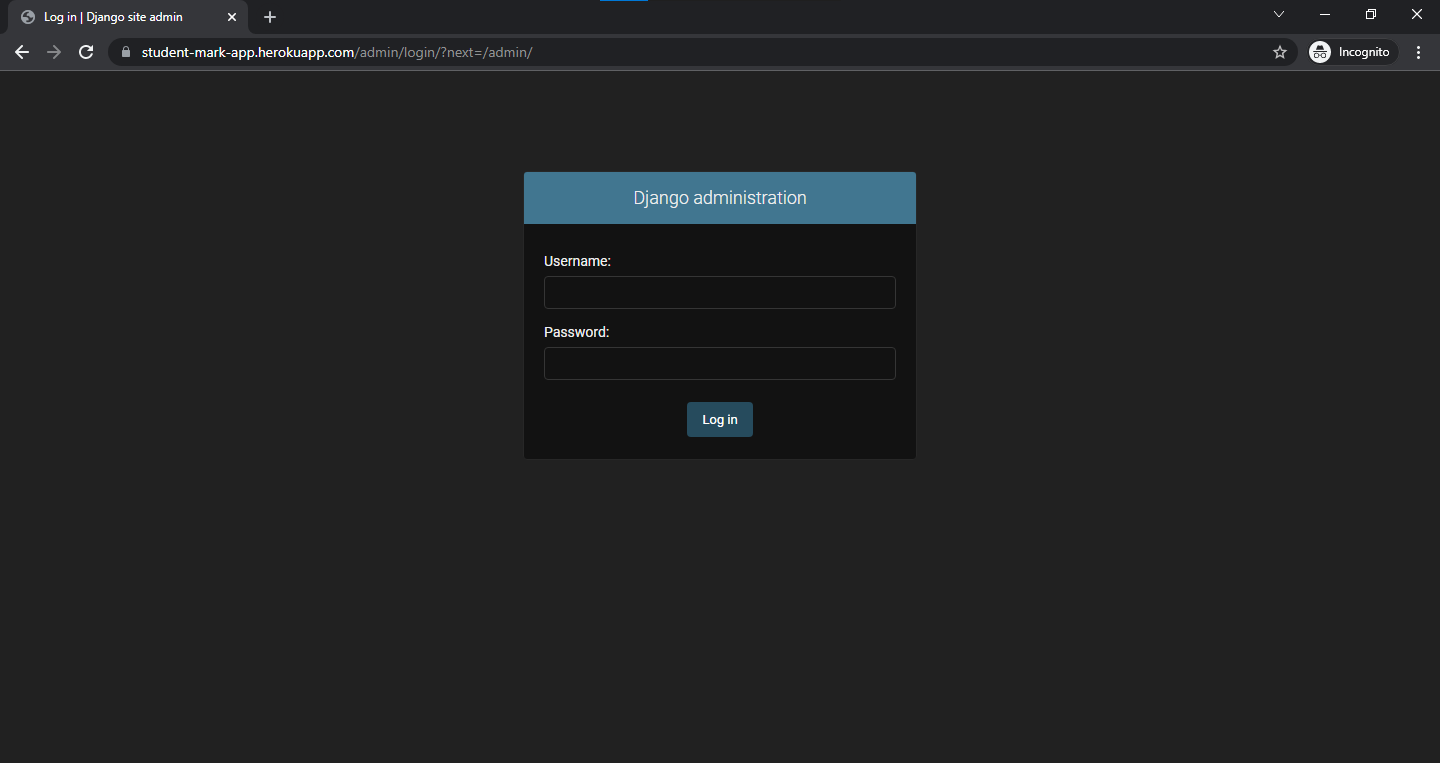 Log in | Django site admin
student-mark-app.herokuapp.com/admin/login/?next=/admin/
Incognito
Django administration
Username:
Password:
Log in